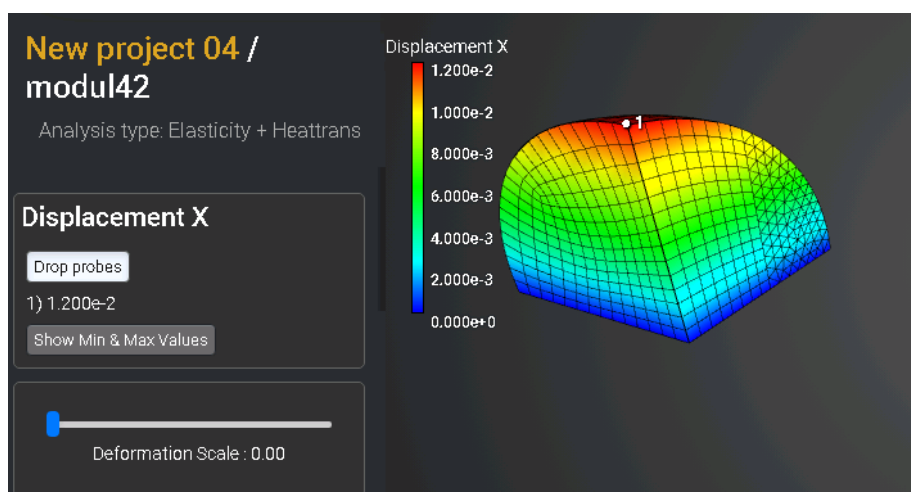 New project 04 /
modul42
Analysis type: Elasticity + Heattrans
Displacement X
Drop probes
1) 1.200e-2
Show Min & Max Values
Deformation Scale : 0.00
Displacement X
1.200e-2
1.000e-2
8.000e-3
6.000e-3
4.000e-3
2.000e-3
0.000e+0
1